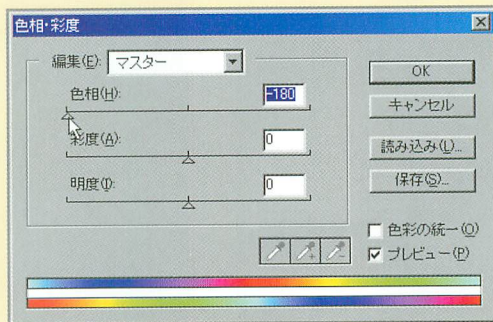 色相・彩度
編集(E): マスター
色相(H): -180
彩度(A): 0
明度(I): 0
OK
キャンセル
読み込み(L)...
保存(S)...
色彩の統一(O)
プレビュー(P)